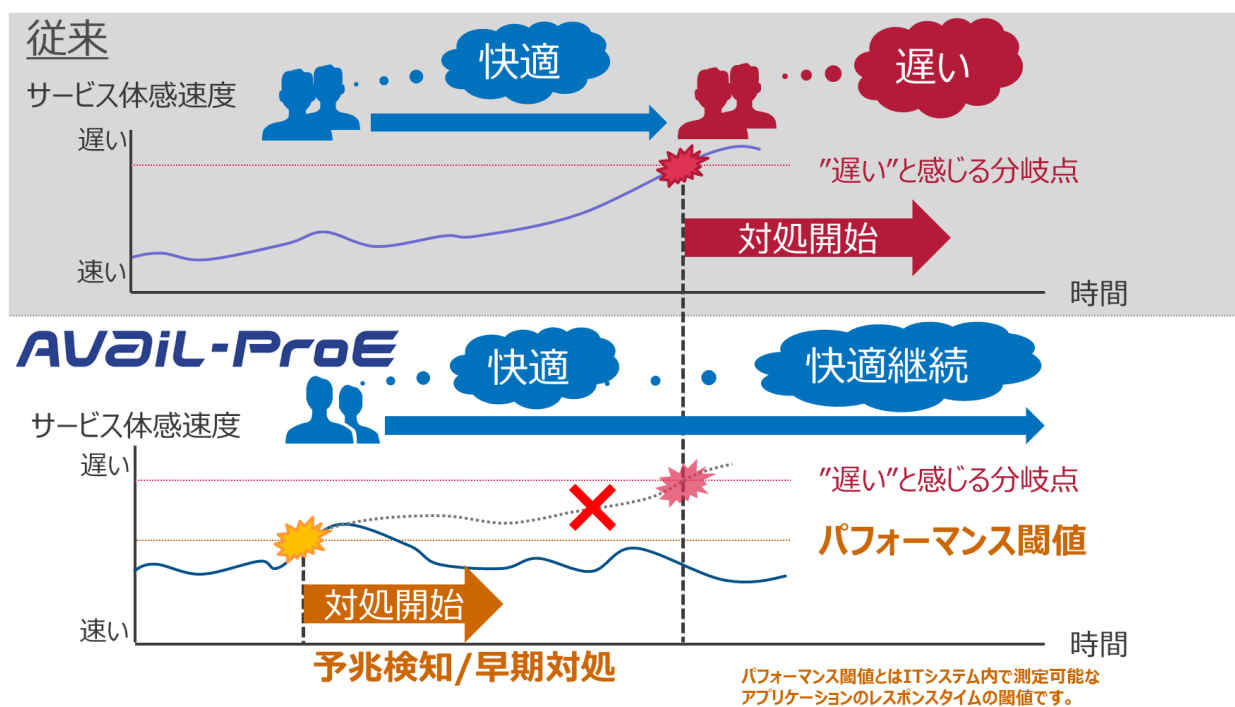 従来
快適
遅い
サービス体感速度
遅い
”遅い”と感じる分岐点
対処開始
速い
時間
AVaiL-ProE
快適
快適継続
サービス体感速度
遅い
”遅い”と感じる分岐点
パフォーマンス閾値
対処開始
速い
時間
予兆検知/早期対処
パフォーマンス閾値とはITシステム内で測定可能な
アプリケーションのレスポンスタイムの閾値です。